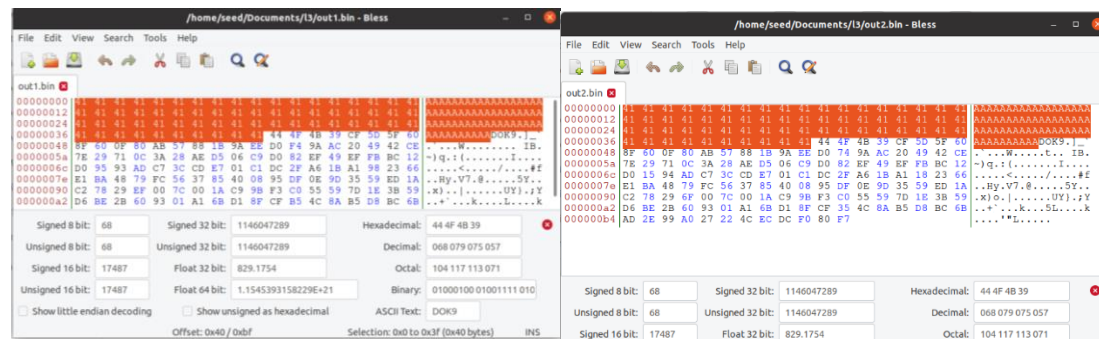 /home/seed/Documents/l3/out1.bin - Bless
File Edit View Search Tools Help
out1.bin
00000000 41 41 41 41 41 41 41 41 41 41 41 41 41 41 41 41 41 41 AAAAAAAAAAAAAAAAAA
00000012 41 41 41 41 41 41 41 41 41 41 41 41 41 41 41 41 41 41 AAAAAAAAAAAAAAAAAA
00000024 41 41 41 41 41 41 41 41 41 41 41 41 41 41 41 41 41 41 AAAAAAAAAAAAAAAAAA
00000036 41 41 41 41 41 41 41 41 41 41 44 4F 4B 39 CF 5D 5F 60 AAAAAAAAAADOK9.]_
00000048 8F 60 0F 80 AB 57 88 1B 9A EE D0 F4 9A AC 20 49 42 CE .`...W........ IB.
0000005a 7E 29 71 0C 3A 28 AE D5 06 C9 D0 82 EF 49 EF FB BC 12 ~)q.:(.......I....
0000006c D0 95 93 AD C7 3C CD E7 01 C1 DC 2F A6 1B A1 98 23 66 .....<...../....#f
0000007e E1 BA 48 79 FC 56 37 85 40 08 95 DF 0E 9D 35 59 ED 1A ..Hy.V7.@.....5Y..
00000090 C2 78 29 EF 00 7C 00 1A C9 9B F3 C0 55 59 7D 1E 3B 59 .x)..|......UY}.;Y
000000a2 D6 BE 2B 60 93 01 A1 6B D1 8F CF B5 4C 8A B5 D8 BC 6B ..+`...k....L....k
Signed 8 bit: 68 Signed 32 bit: 1146047289 Hexadecimal: 44 4F 4B 39
Unsigned 8 bit: 68 Unsigned 32 bit: 1146047289 Decimal: 068 079 075 057
Signed 16 bit: 17487 Float 32 bit: 829.1754 Octal: 104 117 113 071
Unsigned 16 bit: 17487 Float 64 bit: 1.1545393158229E+21 Binary: 01000100 01001111 010
Show little endian decoding Show unsigned as hexadecimal ASCII Text: DOK9
Offset: 0x40 / 0xbf Selection: 0x0 to 0x3f (0x40 bytes) INS
/home/seed/Documents/l3/out2.bin - Bless
File Edit View Search Tools Help
out2.bin
00000000 41 41 41 41 41 41 41 41 41 41 41 41 41 41 41 41 41 41 AAAAAAAAAAAAAAAAAA
00000012 41 41 41 41 41 41 41 41 41 41 41 41 41 41 41 41 41 41 AAAAAAAAAAAAAAAAAA
00000024 41 41 41 41 41 41 41 41 41 41 41 41 41 41 41 41 41 41 AAAAAAAAAAAAAAAAAA
00000036 41 41 41 41 41 41 41 41 41 41 44 4F 4B 39 CF 5D 5F 60 AAAAAAAAAADOK9.]_`
00000048 8F 60 0F 80 AB 57 88 1B 9A EE D0 74 9A AC 20 49 42 CE .`...W.....t.. IB.
0000005a 7E 29 71 0C 3A 28 AE D5 06 C9 D0 82 EF 49 EF FB BC 12 ~)q.:(.......I....
0000006c D0 15 94 AD C7 3C CD E7 01 C1 DC 2F A6 1B A1 18 23 66 .....<...../....#f
0000007e E1 BA 48 79 FC 56 37 85 40 08 95 DF 0E 9D 35 59 ED 1A ..Hy.V7.@.....5Y..
00000090 C2 78 29 6F 00 7C 00 1A C9 9B F3 C0 55 59 7D 1E 3B 59 .x)o.|......UY}.;Y
000000a2 D6 BE 2B 60 93 01 A1 6B D1 8F CF 35 4C 8A B5 D8 BC 6B ..+`...k...5L....k
000000b4 AD 2E 99 A0 27 22 4C EC DC F0 80 F7 ....'"L.....
Signed 8 bit: 68 Signed 32 bit: 1146047289 Hexadecimal: 44 4F 4B 39
Unsigned 8 bit: 68 Unsigned 32 bit: 1146047289 Decimal: 068 079 075 057
Signed 16 bit: 17487 Float 32 bit: 829.1754 Octal: 104 117 113 071